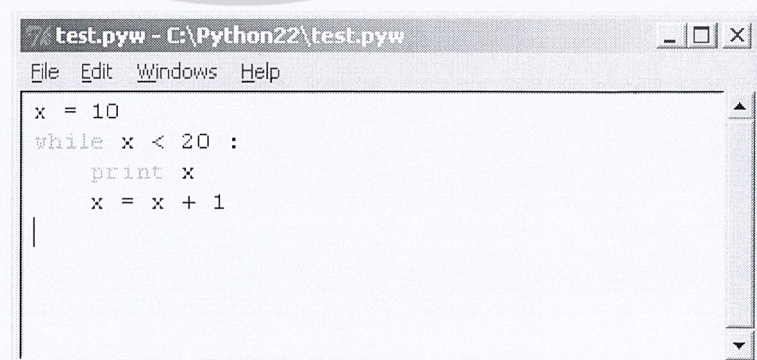 test.pyw - C:\Python22\test.pyw
File Edit Windows Help
x = 10
while x < 20 :
    print x
    x = x + 1